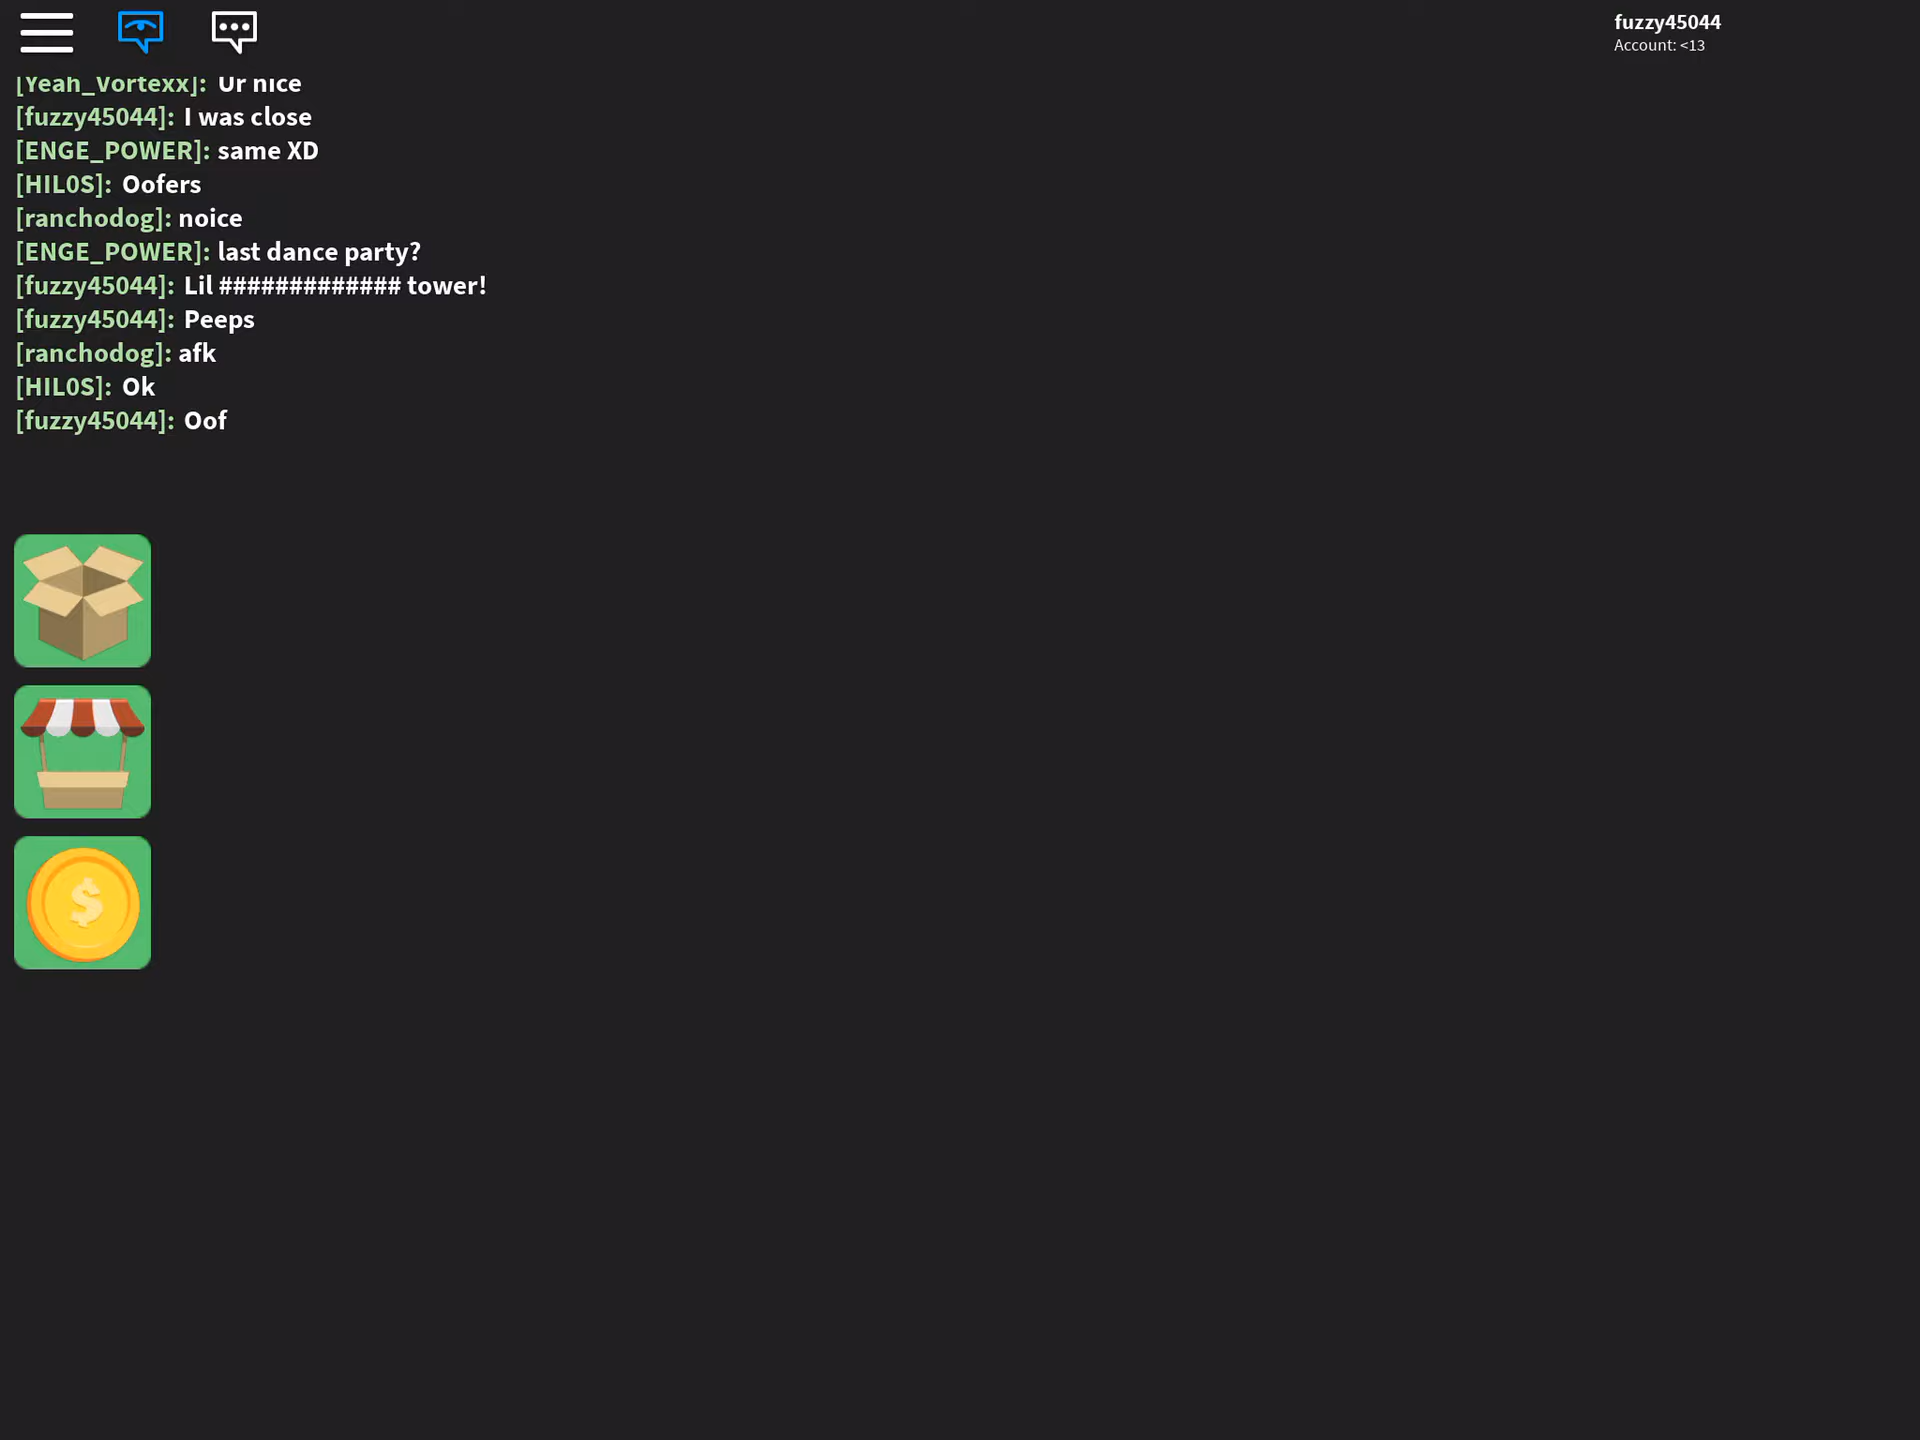 fuzzy45044
Account: <13
[Yeah_Vortexx]: Ur nice
[fuzzy45044]: I was close
[ENGE_POWER]: same XD
[HIL0S]: Oofers
[ranchodog]: noice
[ENGE_POWER]: last dance party?
[fuzzy45044]: Lil ############# tower!
[fuzzy45044]: Peeps
[ranchodog]: afk
[HIL0S]: Ok
[fuzzy45044]: Oof
$